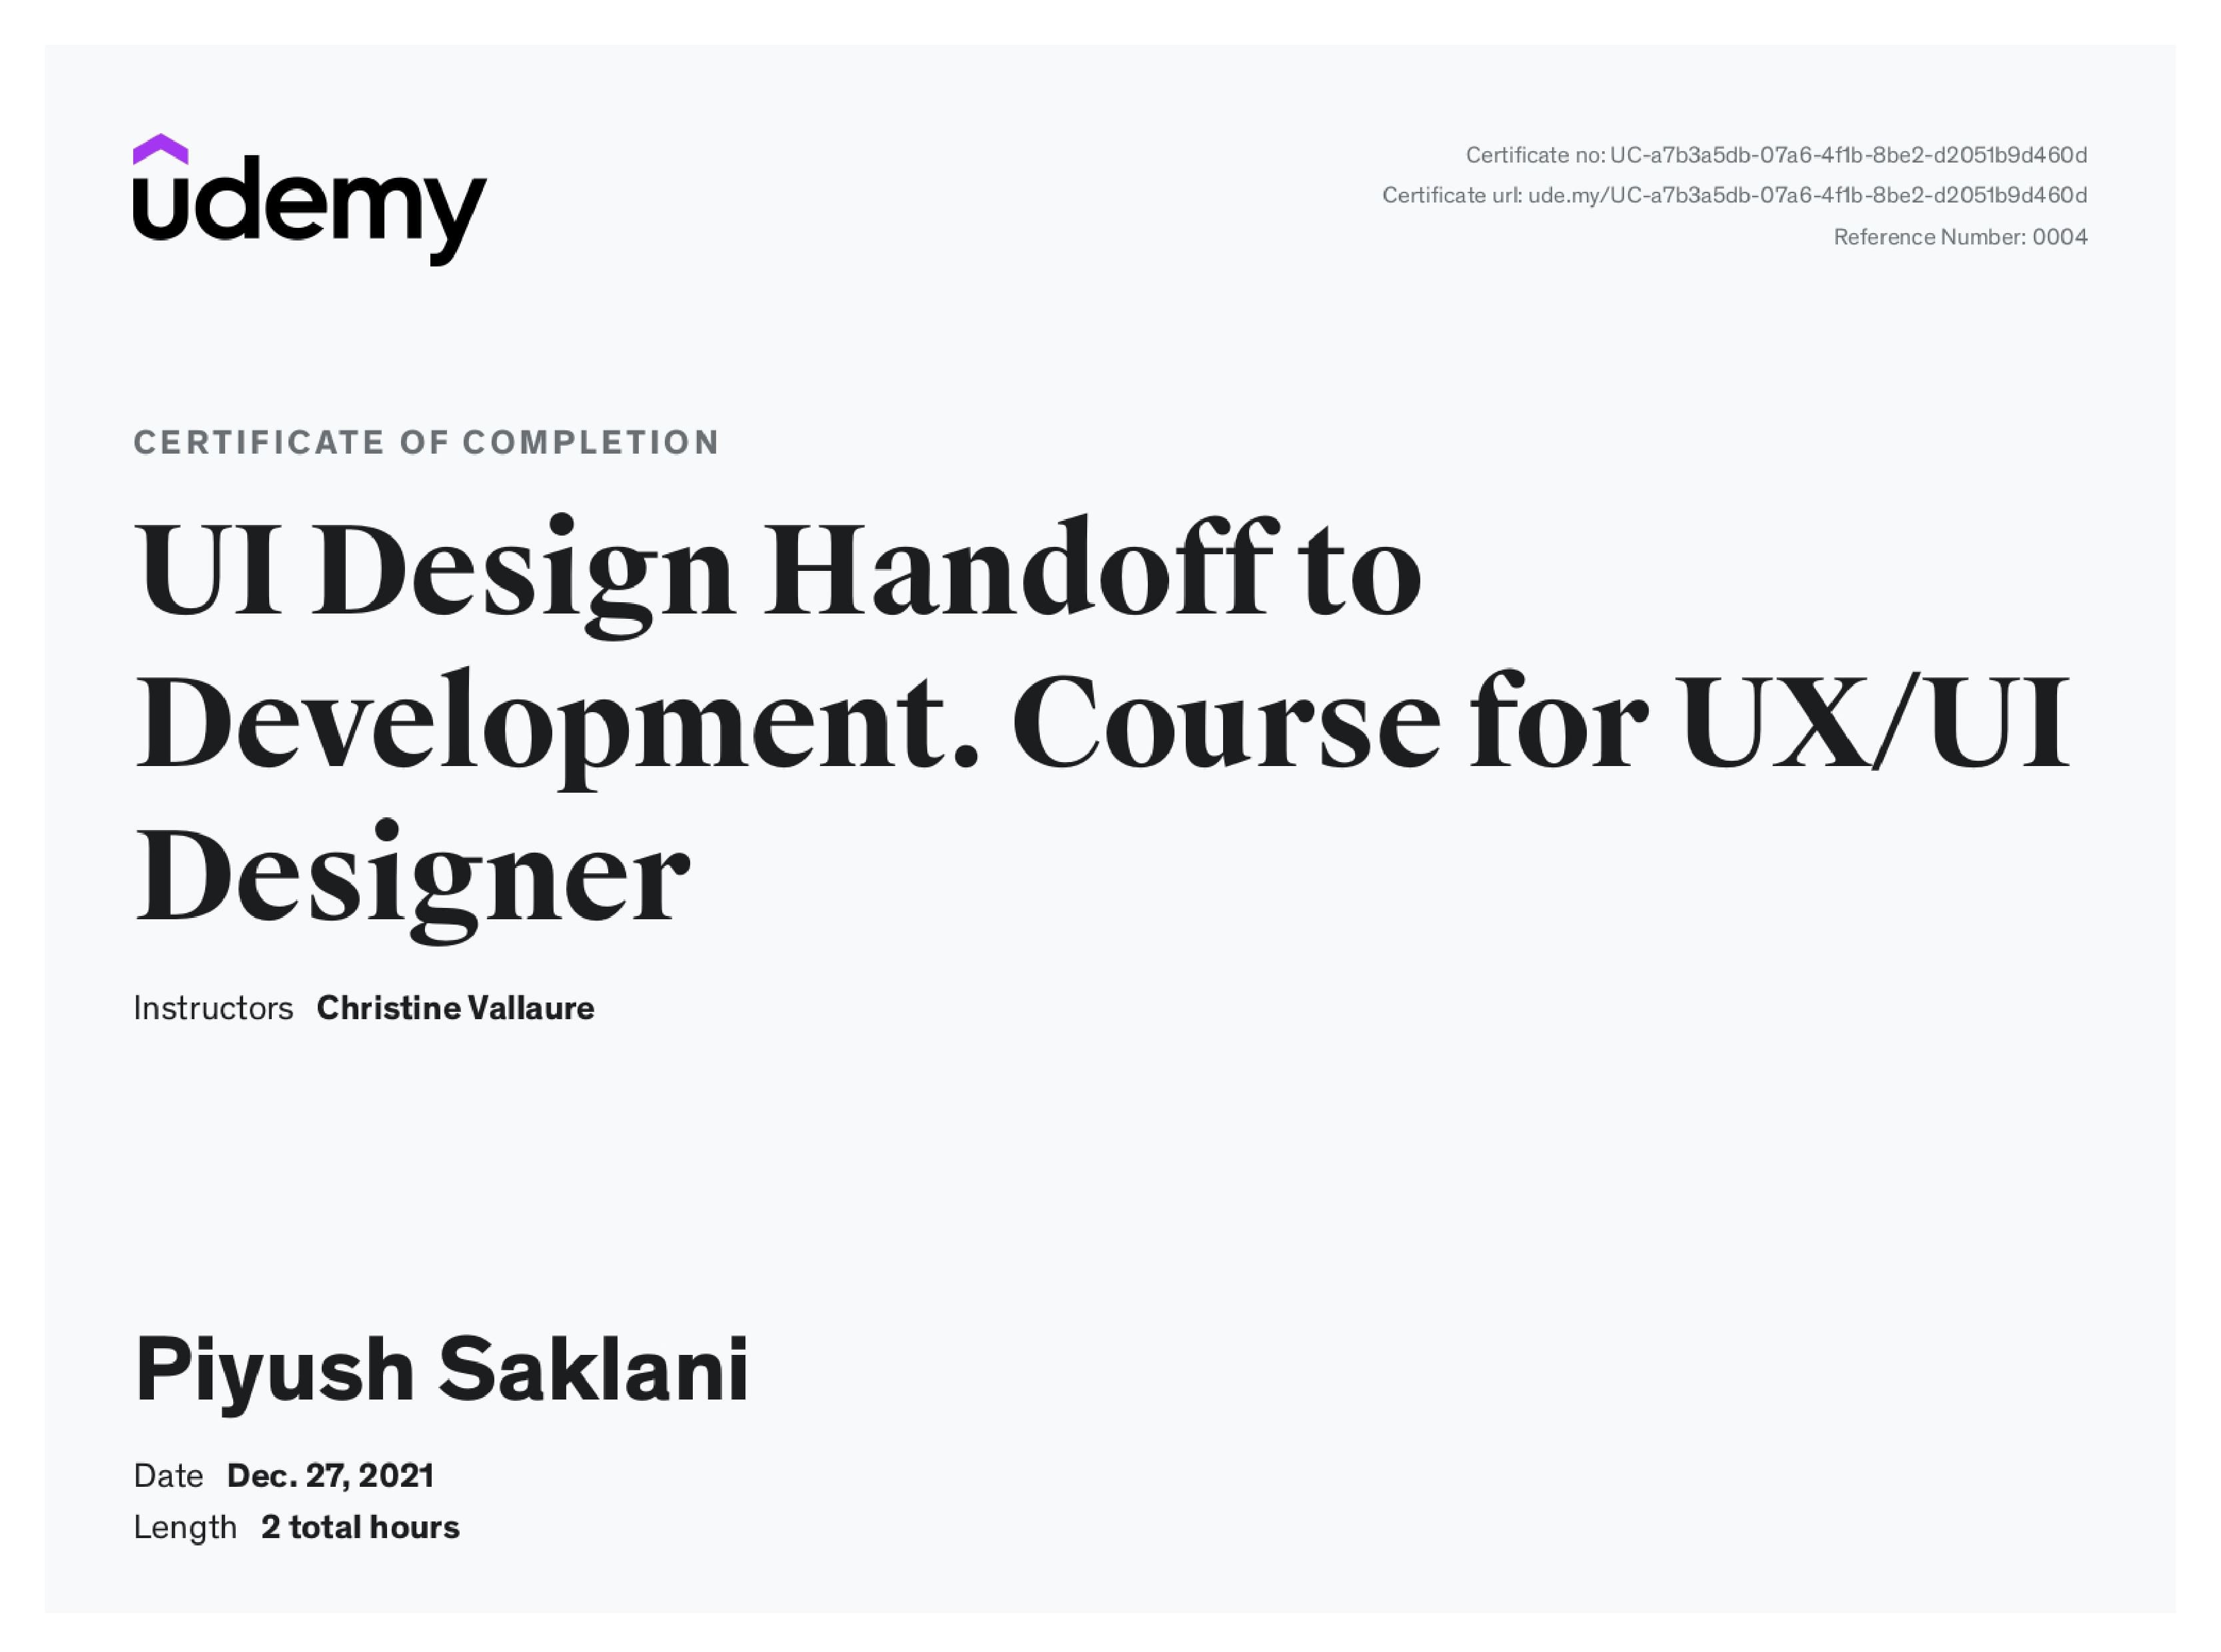 udemy
Certificate no: UC-a7b3a5db-07a6-4f1b-8be2-d2051b9d460d
Certificate url: ude.my/UC-a7b3a5db-07a6-4f1b-8be2-d2051b9d460d
Reference Number: 0004
CERTIFICATE OF COMPLETION
UI Design Handoff to
Development. Course for UX/UI
Designer
Instructors Christine Vallaure
Piyush Saklani
Date Dec. 27, 2021
Length 2 total hours